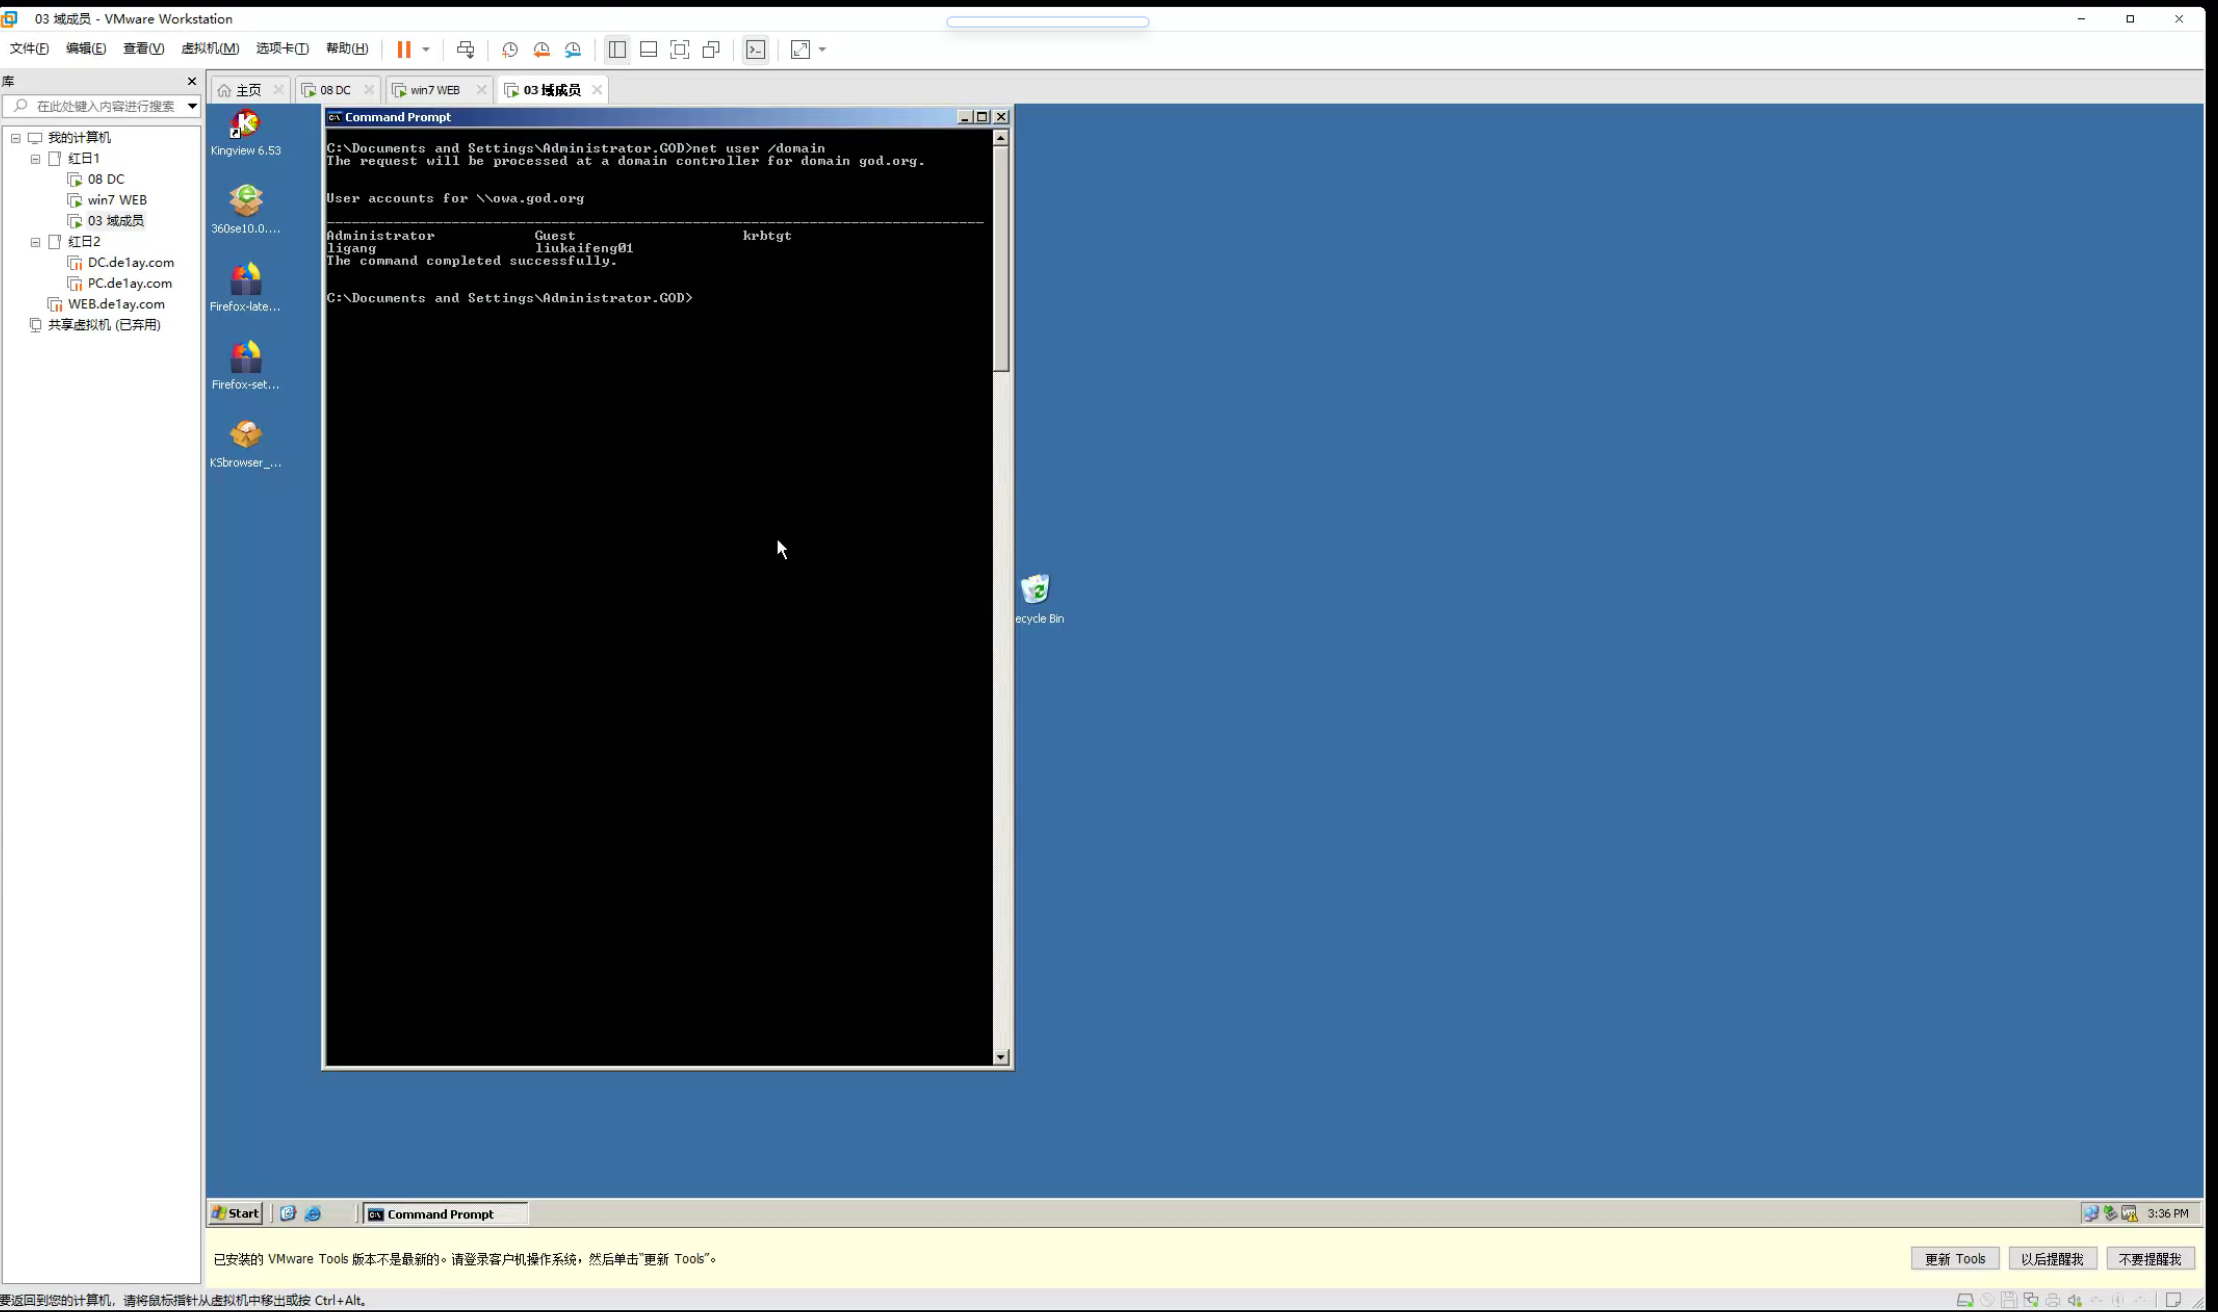 03 域成员 - VMware Workstation
文件(F) 编辑(E) 查看(V) 虚拟机(M) 选项卡(T) 帮助(H)
库
在此处键入内容进行搜索
我的计算机
红日1
08 DC
win7 WEB
03 域成员
红日2
DC.de1ay.com
PC.de1ay.com
WEB.de1ay.com
共享虚拟机 (已弃用)
主页 08 DC win7 WEB 03 域成员
Kingview 6.53
360se10.0....
Firefox-late...
Firefox-set...
KSbrowser_...
Command Prompt
C:\Documents and Settings\Administrator.GOD>net user /domain
The request will be processed at a domain controller for domain god.org.
User accounts for \\owa.god.org
-------------------------------------------------------------------------------
Administrator Guest krbtgt
ligang liukaifeng01
The command completed successfully.
C:\Documents and Settings\Administrator.GOD>
ecycle Bin
Start Command Prompt 3:36 PM
已安装的 VMware Tools 版本不是最新的。请登录客户机操作系统，然后单击“更新 Tools”。
更新 Tools 以后提醒我 不要提醒我
要返回到您的计算机，请将鼠标指针从虚拟机中移出或按 Ctrl+Alt。